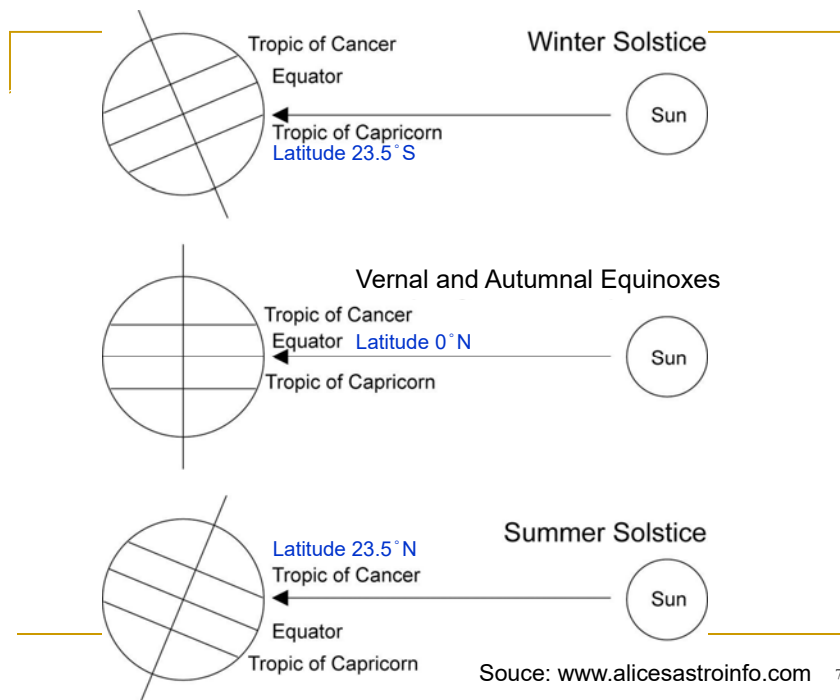 Winter Solstice
Tropic of Cancer
Equator
Sun
Tropic of Capricorn
Latitude 23.5°S
Vernal and Autumnal Equinoxes
Tropic of Cancer
Equator Latitude 0°N
Sun
Tropic of Capricorn
Summer Solstice
Latitude 23.5°N
Tropic of Cancer
Sun
Equator
Tropic of Capricorn
Souce: www.alicesastroinfo.com